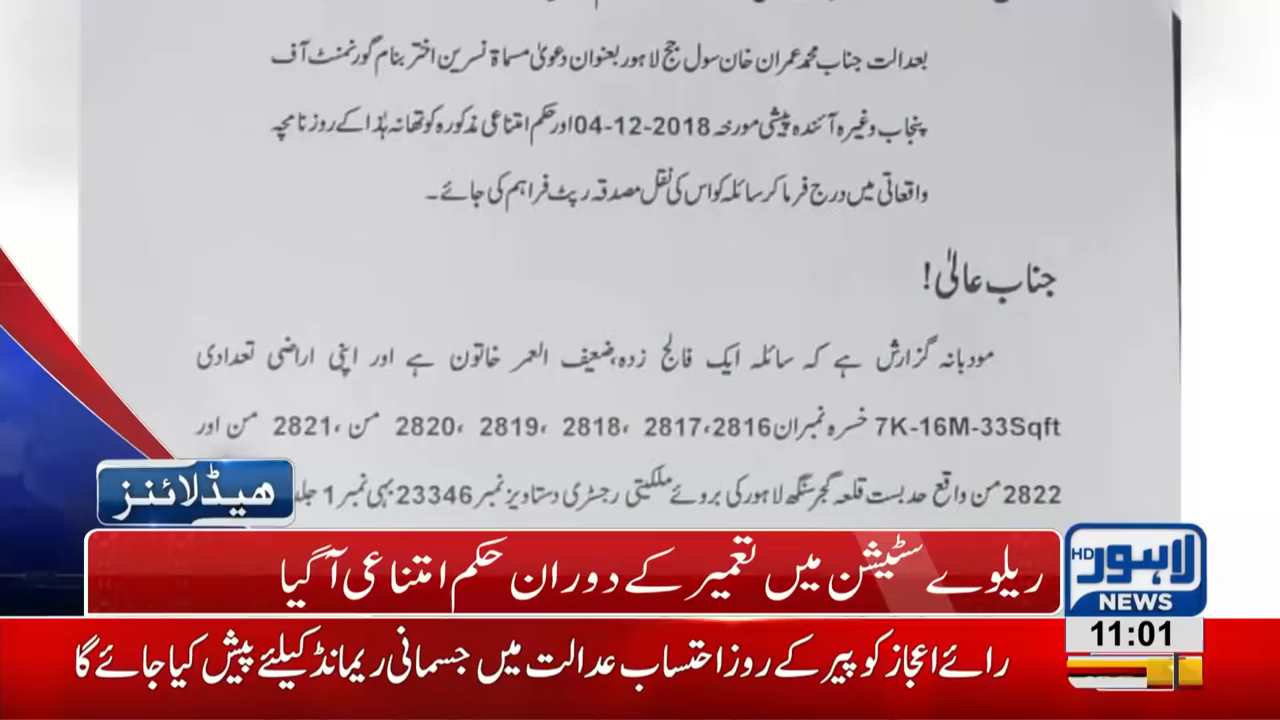 بعدالت جناب محمد عمران خان سول جج لاہور بعنوان دعویٰ مسماۃ نسرین اختر بنام گورنمنٹ آف
پنجاب وغیرہ آئندہ پیشی مورخہ 2018-12-04 اور حکم امتناعی مذکورہ کو تھانہ ہٰذا کے روزنامچہ
واقعاتی میں درج فرما کر سائلہ کو اس کی نقل مصدقہ رپٹ فراہم کی جائے۔
جناب عالیٰ!
مودبانہ گزارش ہے کہ سائلہ ایک فالج زدہ، ضعیف العمر خاتون ہے اور اپنی اراضی تعدادی
7K-16M-33Sqft خسرہ نمبران 2816، 2817، 2818، 2819، 2820 من، 2821 من اور
2822 من واقع حدبست قلعہ گجر سنگھ لاہور کی بروئے ملکیتی رجسٹری دستاویز نمبر 23346 بہی نمبر 1
ہیڈلائنز
ریلوے سٹیشن میں تعمیر کے دوران حکم امتناعی آ گیا
لاہور HD
NEWS
11:01
رائے اعجاز کو پیر کے روز احتساب عدالت میں جسمانی ریمانڈ کیلئے پیش کیا جائے گا